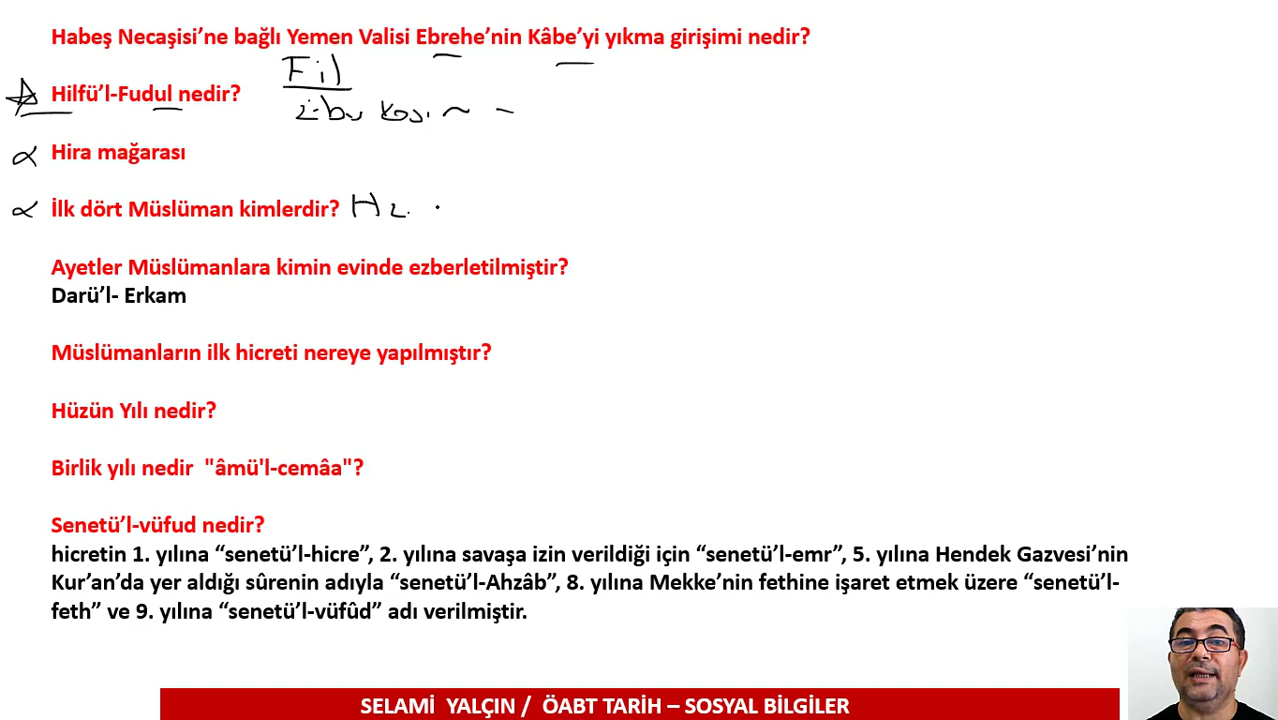 Habeş Necaşisi’ne bağlı Yemen Valisi Ebrehe’nin Kâbe’yi yıkma girişimi nedir?
Fil
Hilfü’l-Fudul nedir?
Hira mağarası
İlk dört Müslüman kimlerdir? Hz.
Ayetler Müslümanlara kimin evinde ezberletilmiştir?
Darü’l- Erkam
Müslümanların ilk hicreti nereye yapılmıştır?
Hüzün Yılı nedir?
Birlik yılı nedir "âmü'l-cemâa"?
Senetü’l-vüfud nedir?
hicretin 1. yılına “senetü’l-hicre”, 2. yılına savaşa izin verildiği için “senetü’l-emr”, 5. yılına Hendek Gazvesi’nin
Kur’an’da yer aldığı sûrenin adıyla “senetü’l-Ahzâb”, 8. yılına Mekke’nin fethine işaret etmek üzere “senetü’l-
feth” ve 9. yılına “senetü’l-vüfûd” adı verilmiştir.
SELAMİ YALÇIN / ÖABT TARİH – SOSYAL BİLGİLER